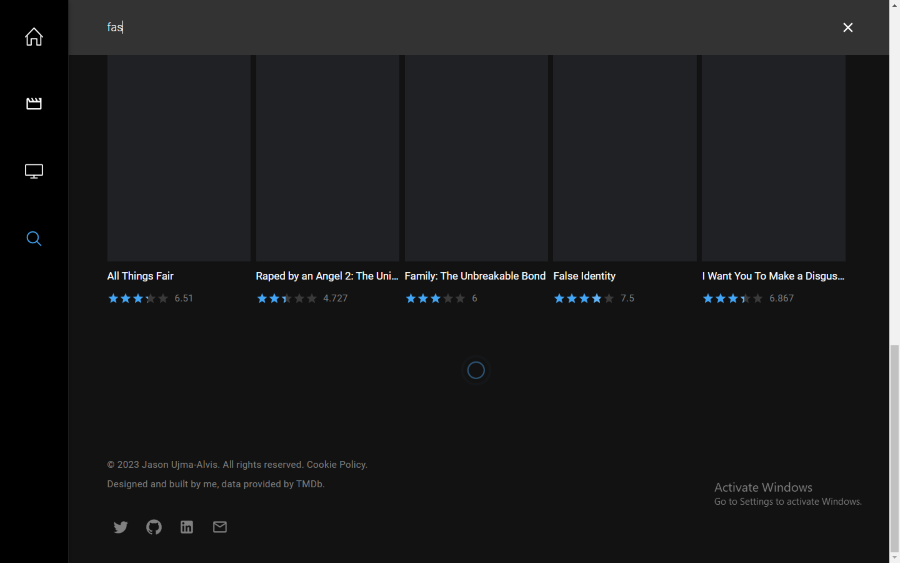 fas
All Things Fair
Raped by an Angel 2: The Uni...
Family: The Unbreakable Bond
False Identity
I Want You To Make a Disgus...
6.51
4.727
6
7.5
6.867
© 2023 Jason Ujma-Alvis. All rights reserved. Cookie Policy.
Designed and built by me, data provided by TMDb.
Activate Windows
Go to Settings to activate Windows.